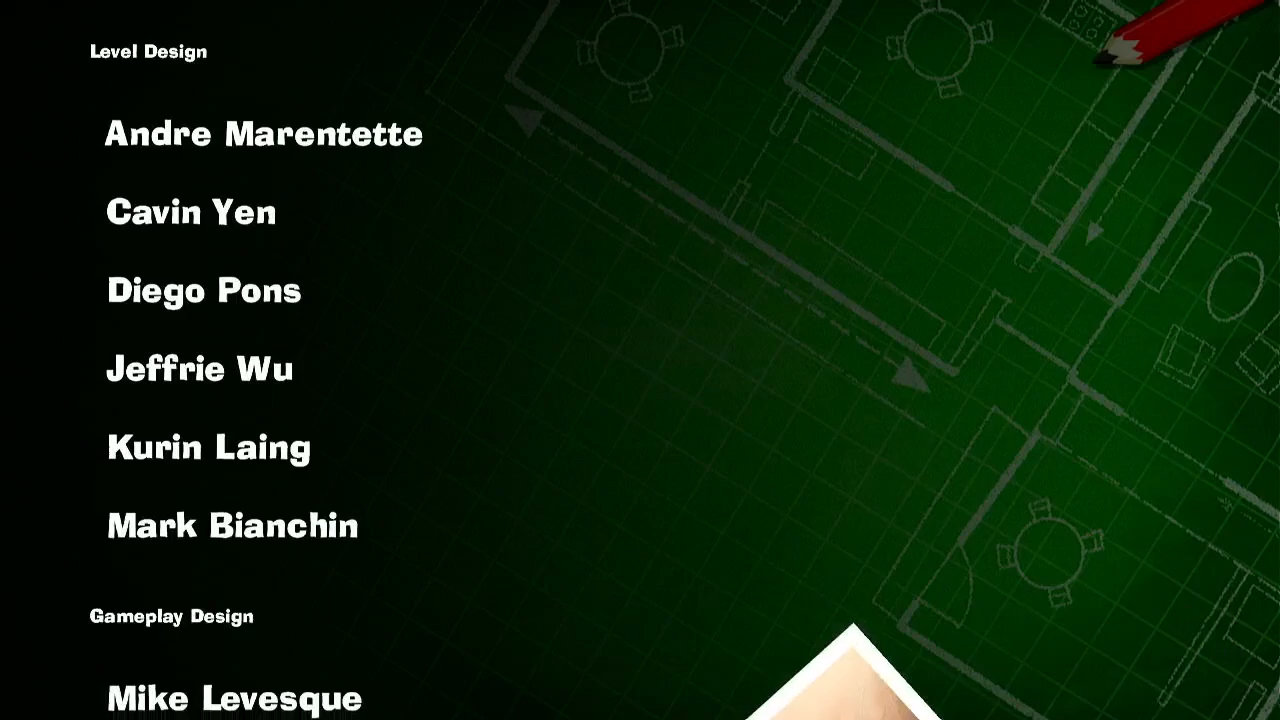 Level Design
Andre Marentette
Cavin Yen
Diego Pons
Jeffrie Wu
Kurin Laing
Mark Bianchin
Gameplay Design
Mike Levesque